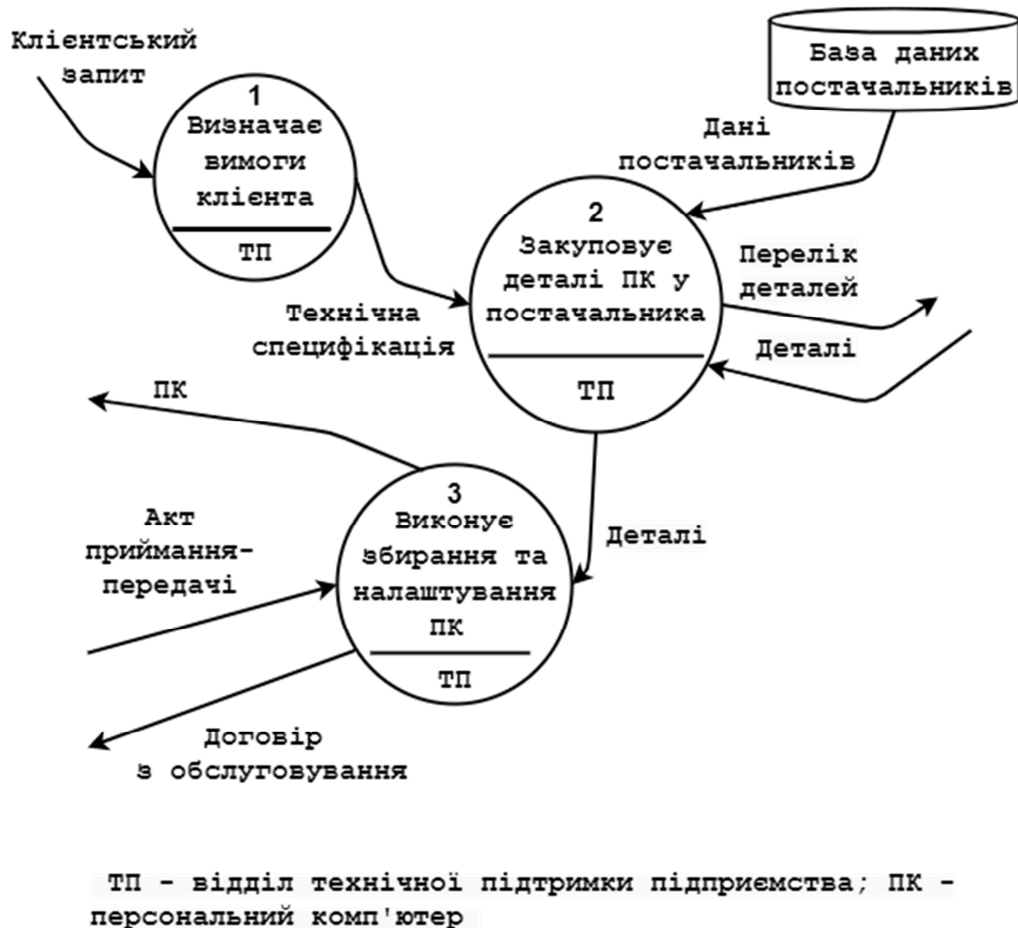 Клієнтський
запит
База даних
постачальників
1
Визначає
вимоги
клієнта
ТП
Дані
постачальників
2
Закуповує
деталі ПК у
постачальника
ТП
Перелік
деталей
Деталі
Технічна
специфікація
ПК
3
Виконує
збирання та
налаштування
ПК
ТП
Деталі
Акт
приймання-
передачі
Договір
з обслуговування
ТП - відділ технічної підтримки підприємства; ПК -
персональний комп'ютер